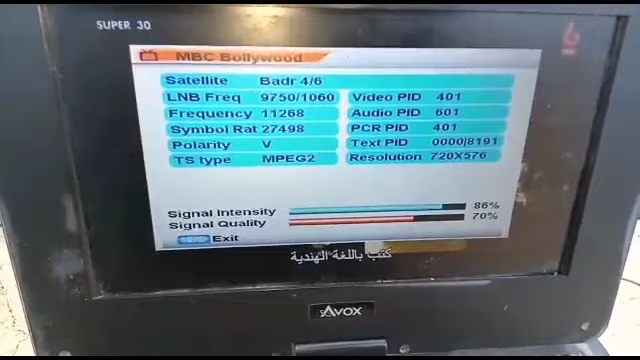 SUPER 30
MBC Bollywood
Satellite Badr 4/6
LNB Freq 9750/1060 Video PID 401
Frequency 11268 Audio PID 601
Symbol Rat 27498 PCR PID 401
Polarity V Text PID 0000|8191
TS type MPEG2 Resolution 720X576
Signal Intensity 86%
Signal Quality 70%
Exit
كتب باللغة الهندية
AVOX